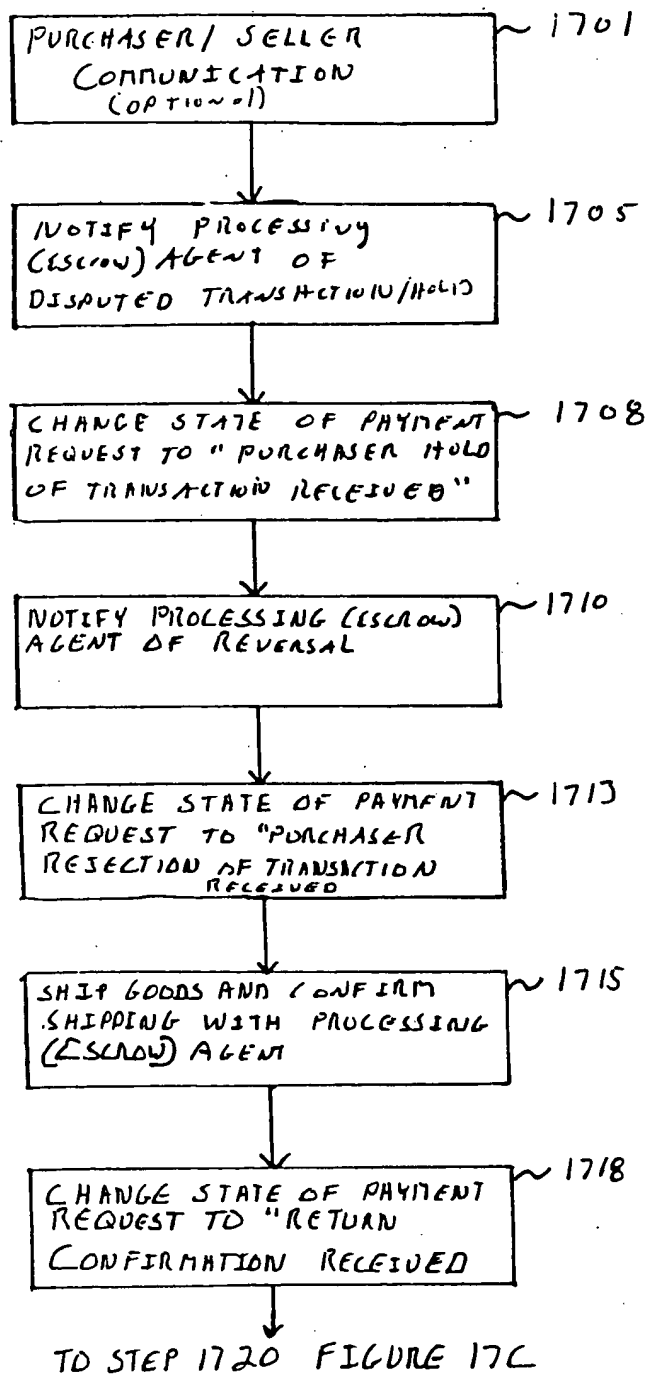 PURCHASER/ SELLER ~ 1701
COMMUNICATION
(OPTIONAL)
NOTIFY PROCESSING ~ 1705
(ESCROW) AGENT OF
DISPUTED TRANSACTION/HOLD
CHANGE STATE OF PAYMENT ~ 1708
REQUEST TO "PURCHASER HOLD
OF TRANSACTION RECEIVED"
NOTIFY PROCESSING (ESCROW) ~ 1710
AGENT OF REVERSAL
CHANGE STATE OF PAYMENT ~ 1713
REQUEST TO "PURCHASER
REJECTION OF TRANSACTION
RECEIVED
SHIP GOODS AND CONFIRM ~ 1715
SHIPPING WITH PROCESSING
(ESCROW) AGENT
CHANGE STATE OF PAYMENT ~ 1718
REQUEST TO "RETURN
CONFIRMATION RECEIVED
TO STEP 1720 FIGURE 17C